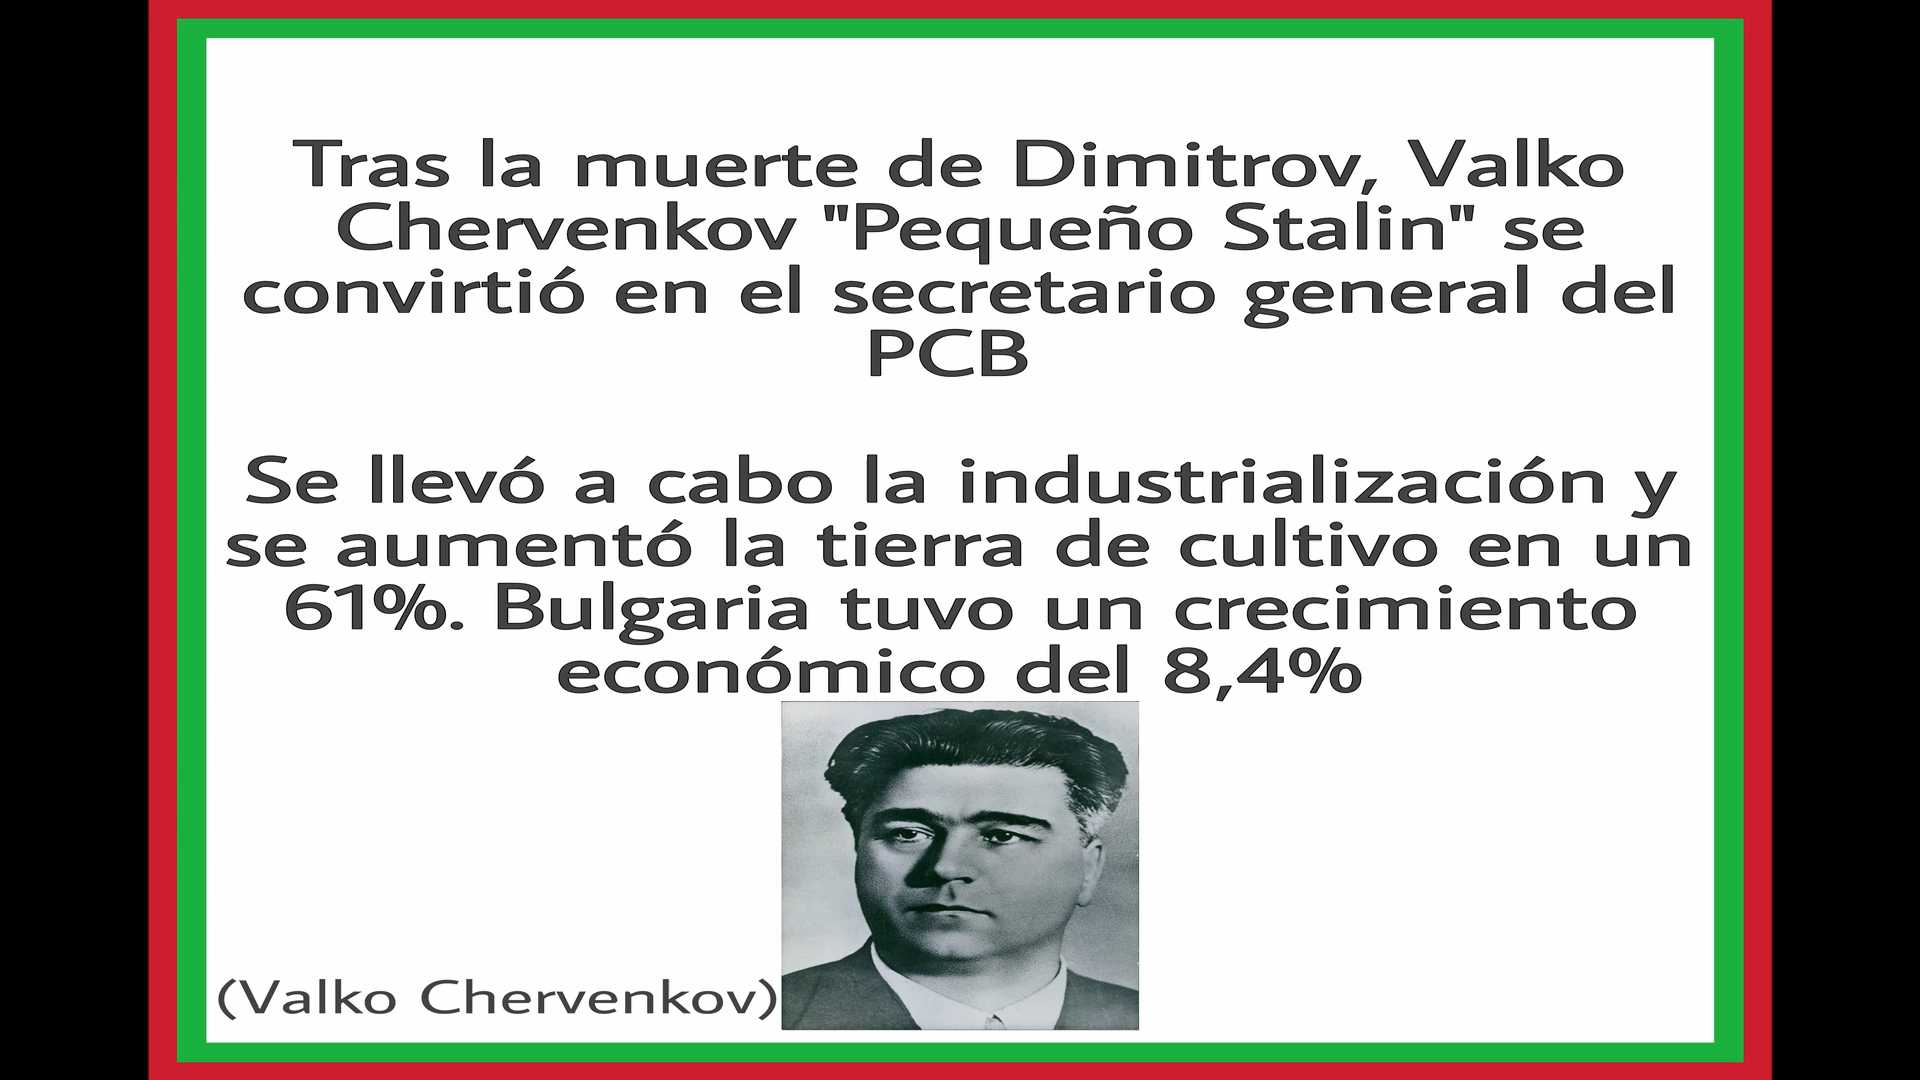 Tras la muerte de Dimitrov, Valko
Chervenkov "Pequeño Stalin" se
convirtió en el secretario general del
PCB
Se llevó a cabo la industrialización y
se aumentó la tierra de cultivo en un
61%. Bulgaria tuvo un crecimiento
económico del 8,4%
(Valko Chervenkov)